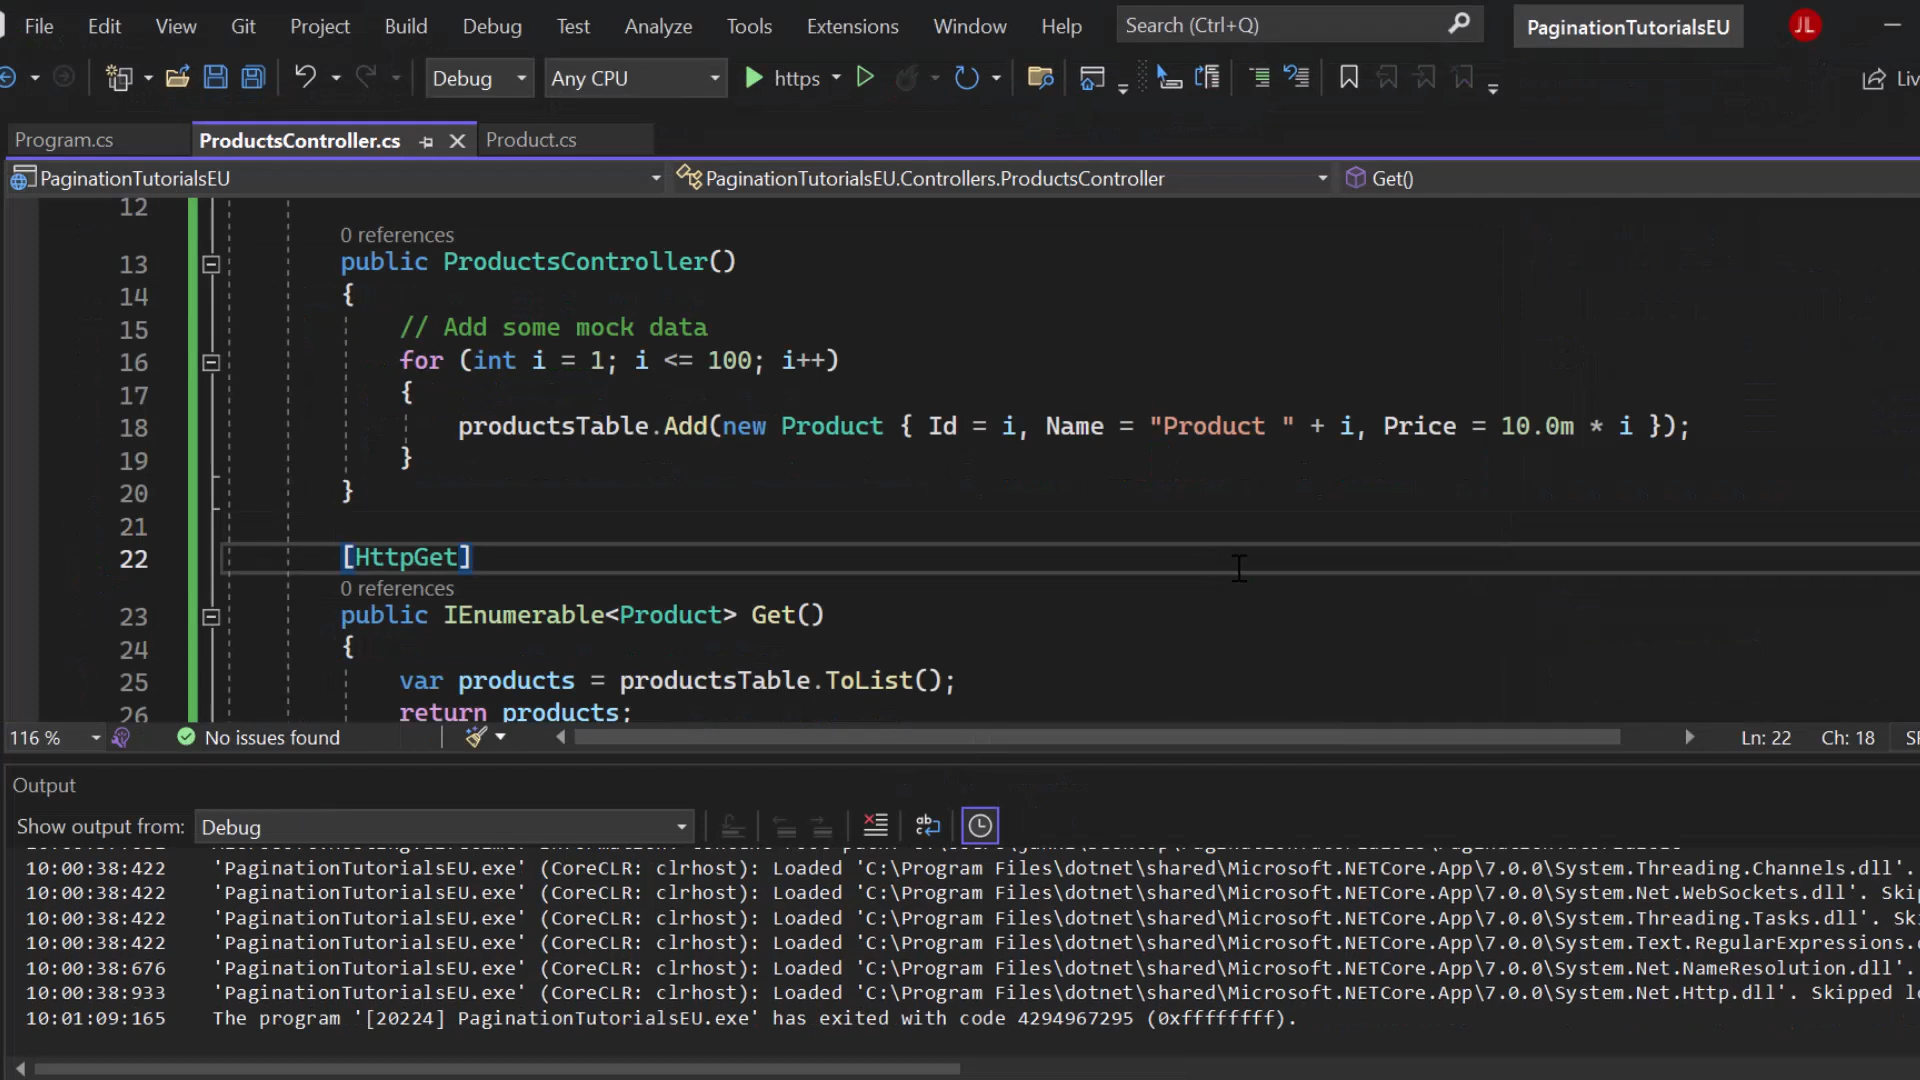 File Edit View Git Project Build Debug Test Analyze Tools Extensions Window Help Search (Ctrl+Q) PaginationTutorialsEU JL
Debug Any CPU https Liv
Program.cs ProductsController.cs Product.cs
PaginationTutorialsEU PaginationTutorialsEU.Controllers.ProductsController Get()
12
0 references
13 public ProductsController()
14 {
15 // Add some mock data
16 for (int i = 1; i <= 100; i++)
17 {
18 productsTable.Add(new Product { Id = i, Name = "Product " + i, Price = 10.0m * i });
19 }
20 }
21
22 [HttpGet]
0 references
23 public IEnumerable<Product> Get()
24 {
25 var products = productsTable.ToList();
26 return products;
116 % No issues found Ln: 22 Ch: 18
Output
Show output from: Debug
10:00:38:422 'PaginationTutorialsEU.exe' (CoreCLR: clrhost): Loaded 'C:\Program Files\dotnet\shared\Microsoft.NETCore.App\7.0.0\System.Threading.Channels.dll'.
10:00:38:422 'PaginationTutorialsEU.exe' (CoreCLR: clrhost): Loaded 'C:\Program Files\dotnet\shared\Microsoft.NETCore.App\7.0.0\System.Net.WebSockets.dll'. Skip
10:00:38:422 'PaginationTutorialsEU.exe' (CoreCLR: clrhost): Loaded 'C:\Program Files\dotnet\shared\Microsoft.NETCore.App\7.0.0\System.Threading.Tasks.dll'. Sk
10:00:38:422 'PaginationTutorialsEU.exe' (CoreCLR: clrhost): Loaded 'C:\Program Files\dotnet\shared\Microsoft.NETCore.App\7.0.0\System.Text.RegularExpressions.
10:00:38:676 'PaginationTutorialsEU.exe' (CoreCLR: clrhost): Loaded 'C:\Program Files\dotnet\shared\Microsoft.NETCore.App\7.0.0\System.Net.NameResolution.dll'.
10:00:38:933 'PaginationTutorialsEU.exe' (CoreCLR: clrhost): Loaded 'C:\Program Files\dotnet\shared\Microsoft.NETCore.App\7.0.0\System.Net.Http.dll'. Skipped l
10:01:09:165 The program '[20224] PaginationTutorialsEU.exe' has exited with code 4294967295 (0xffffffff).